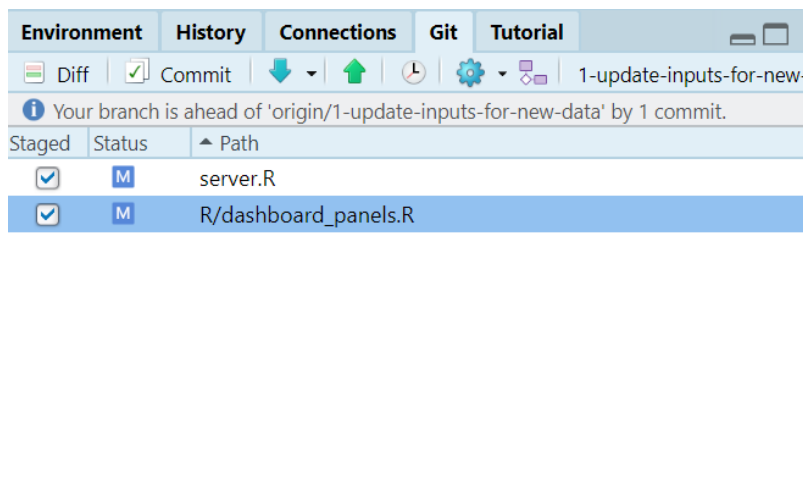 Environment History Connections Git Tutorial
Diff Commit 1-update-inputs-for-new-
Your branch is ahead of 'origin/1-update-inputs-for-new-data' by 1 commit.
Staged Status Path
M server.R
M R/dashboard_panels.R